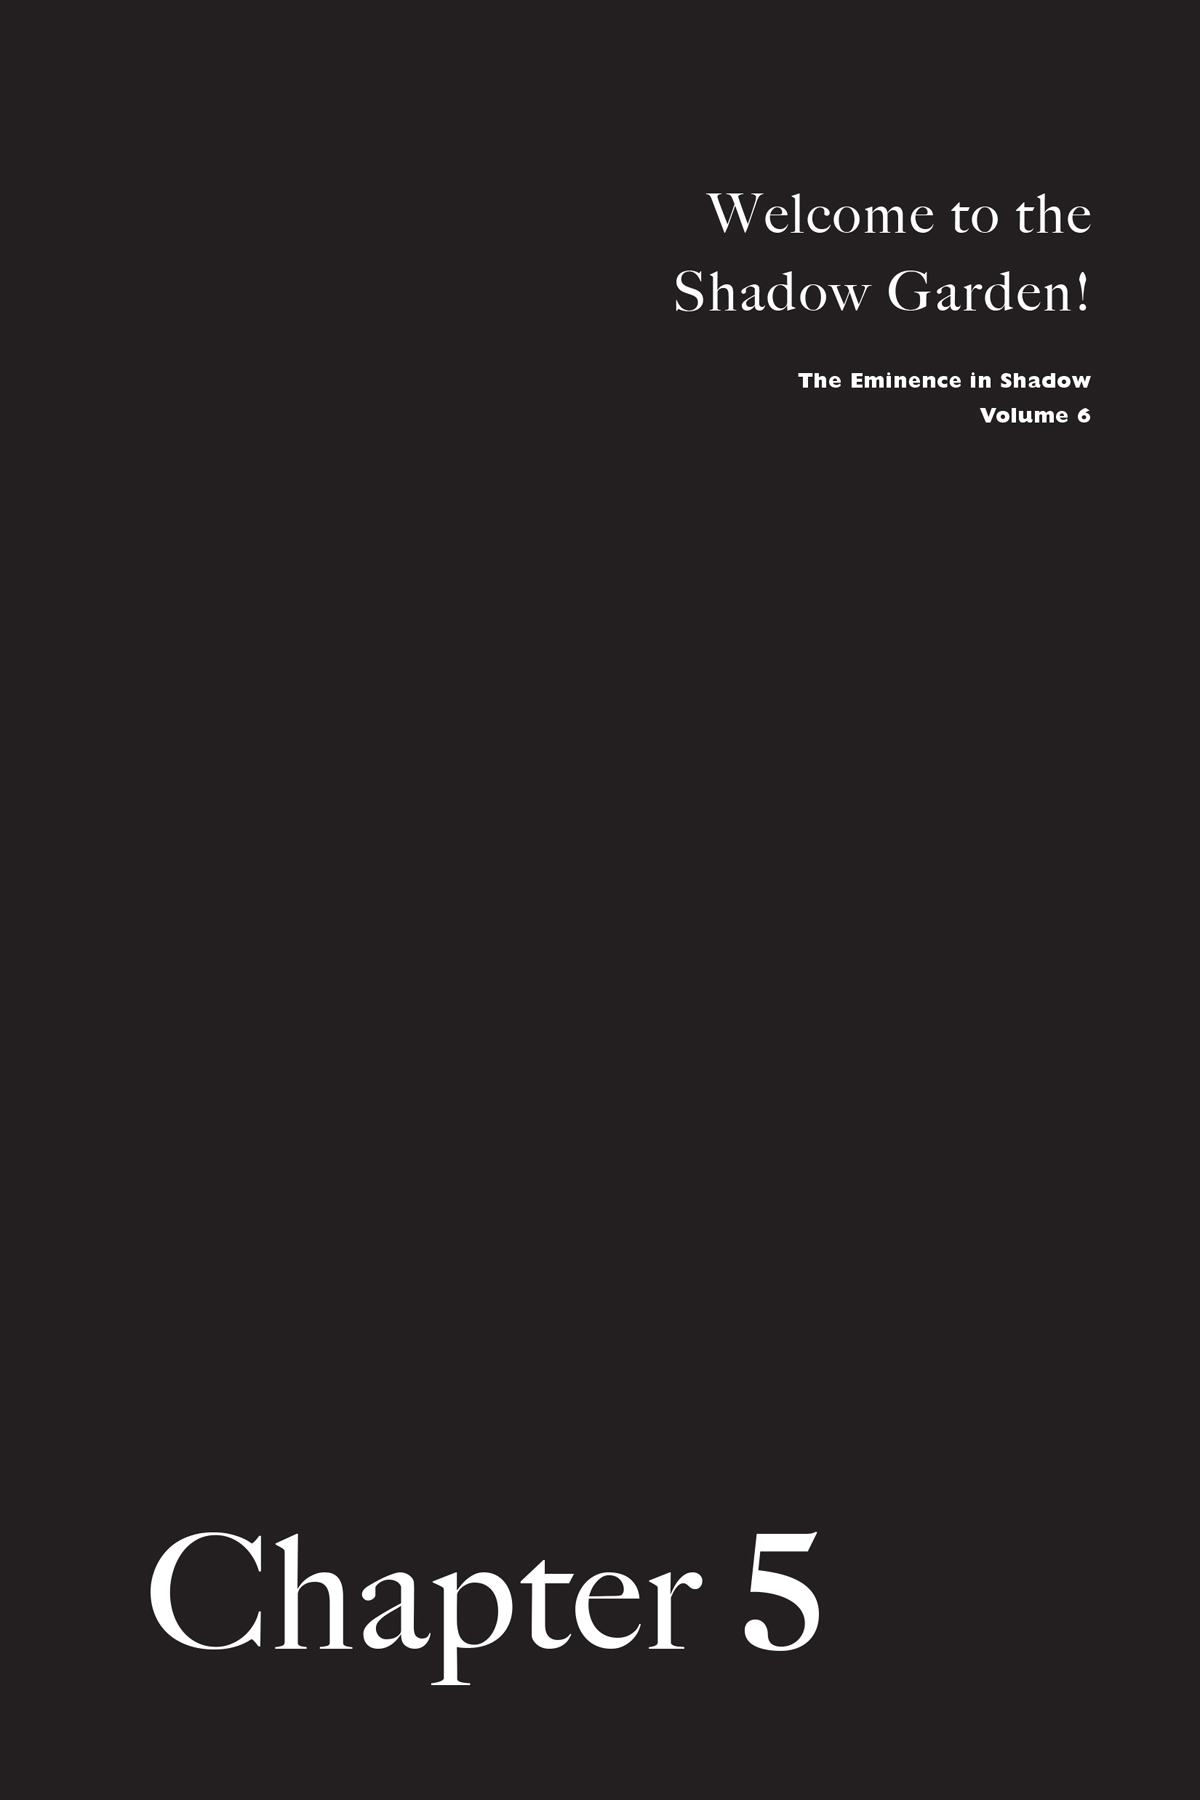 Welcome to the
Shadow Garden!
The Eminence in Shadow
Volume 6
Chapter 5